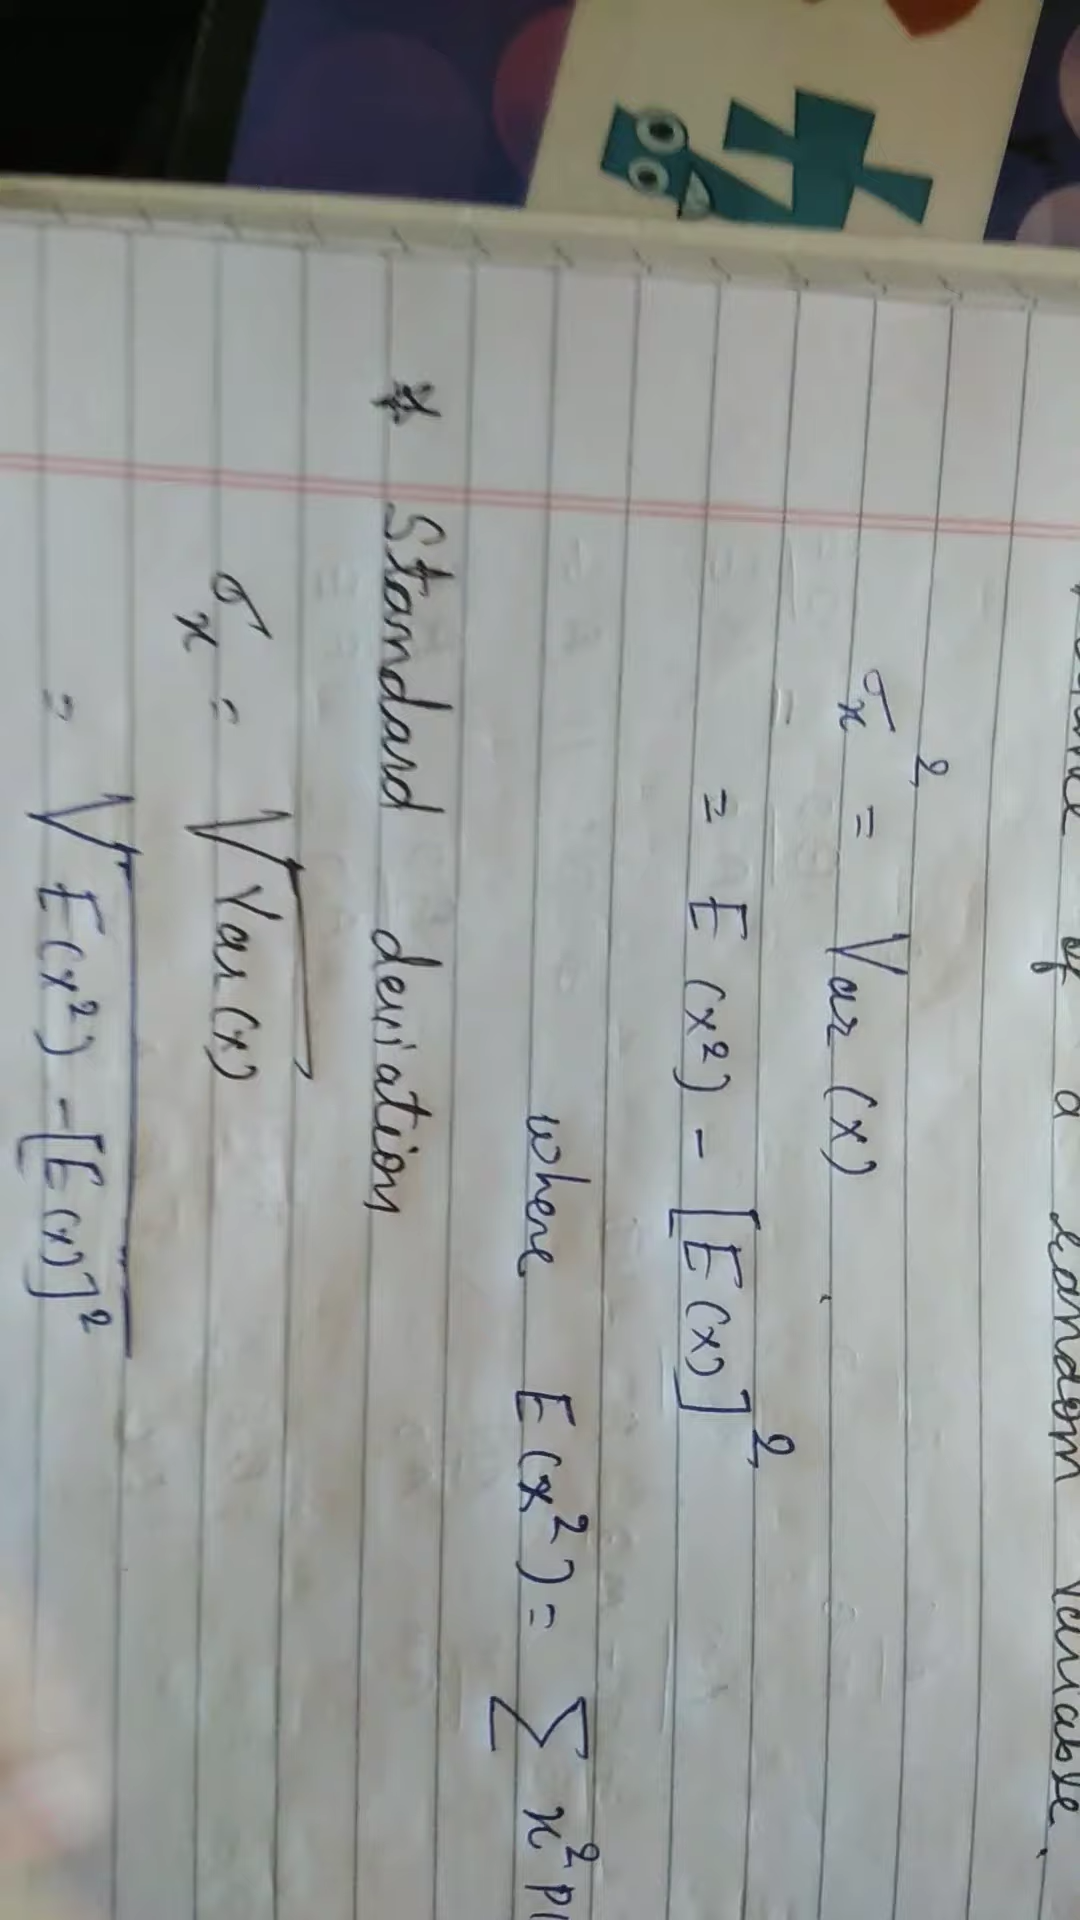 of a random variable.
σx² = Var (x)
=
= E (x²) - [E(x)]²
where E(x²) = ∑ x² P(
* Standard deviation
σx = √Var(x)
= √E(x²) - [E(x)]²